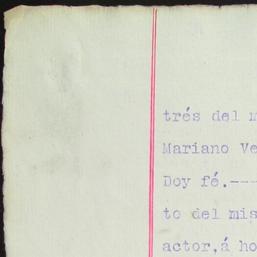 trés del m
Mariano Ve
Doy fé.---
to del mis
actor,á ho